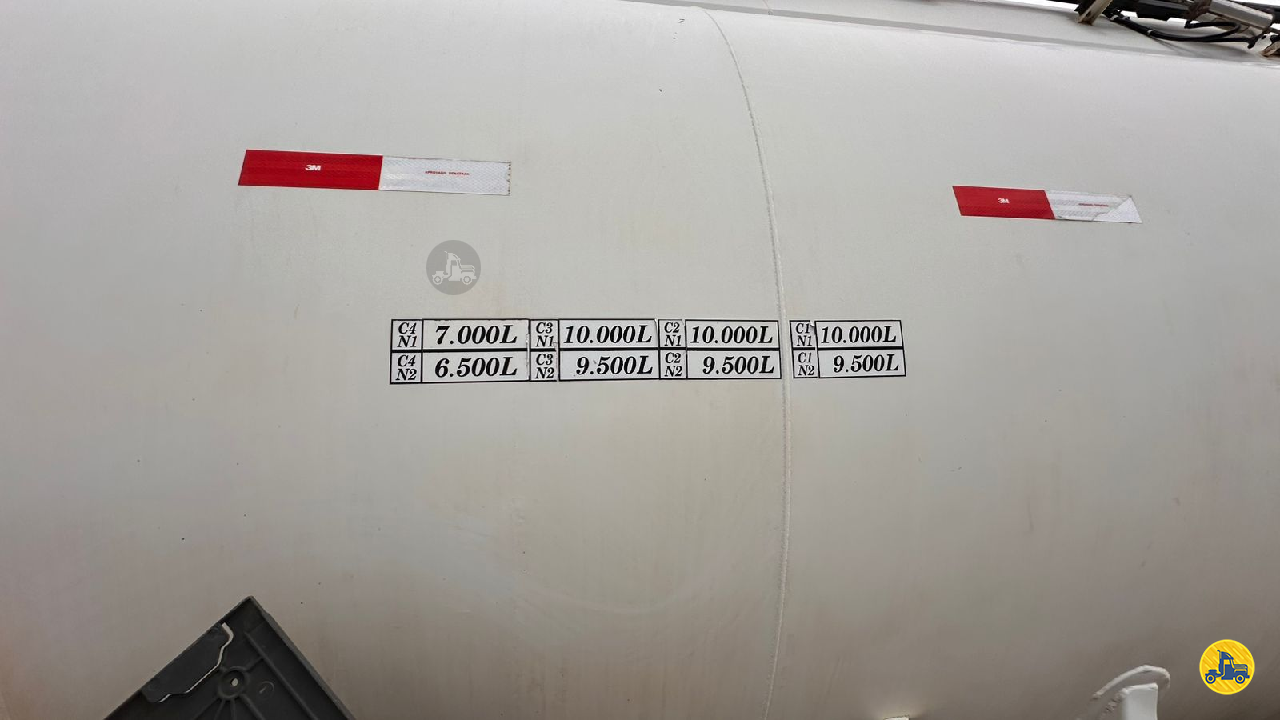 3M
3M
C4 N1 7.000L C3 N1 10.000L C2 N1 10.000L C1 N1 10.000L
C4 N2 6.500L C3 N2 9.500L C2 N2 9.500L C1 N2 9.500L